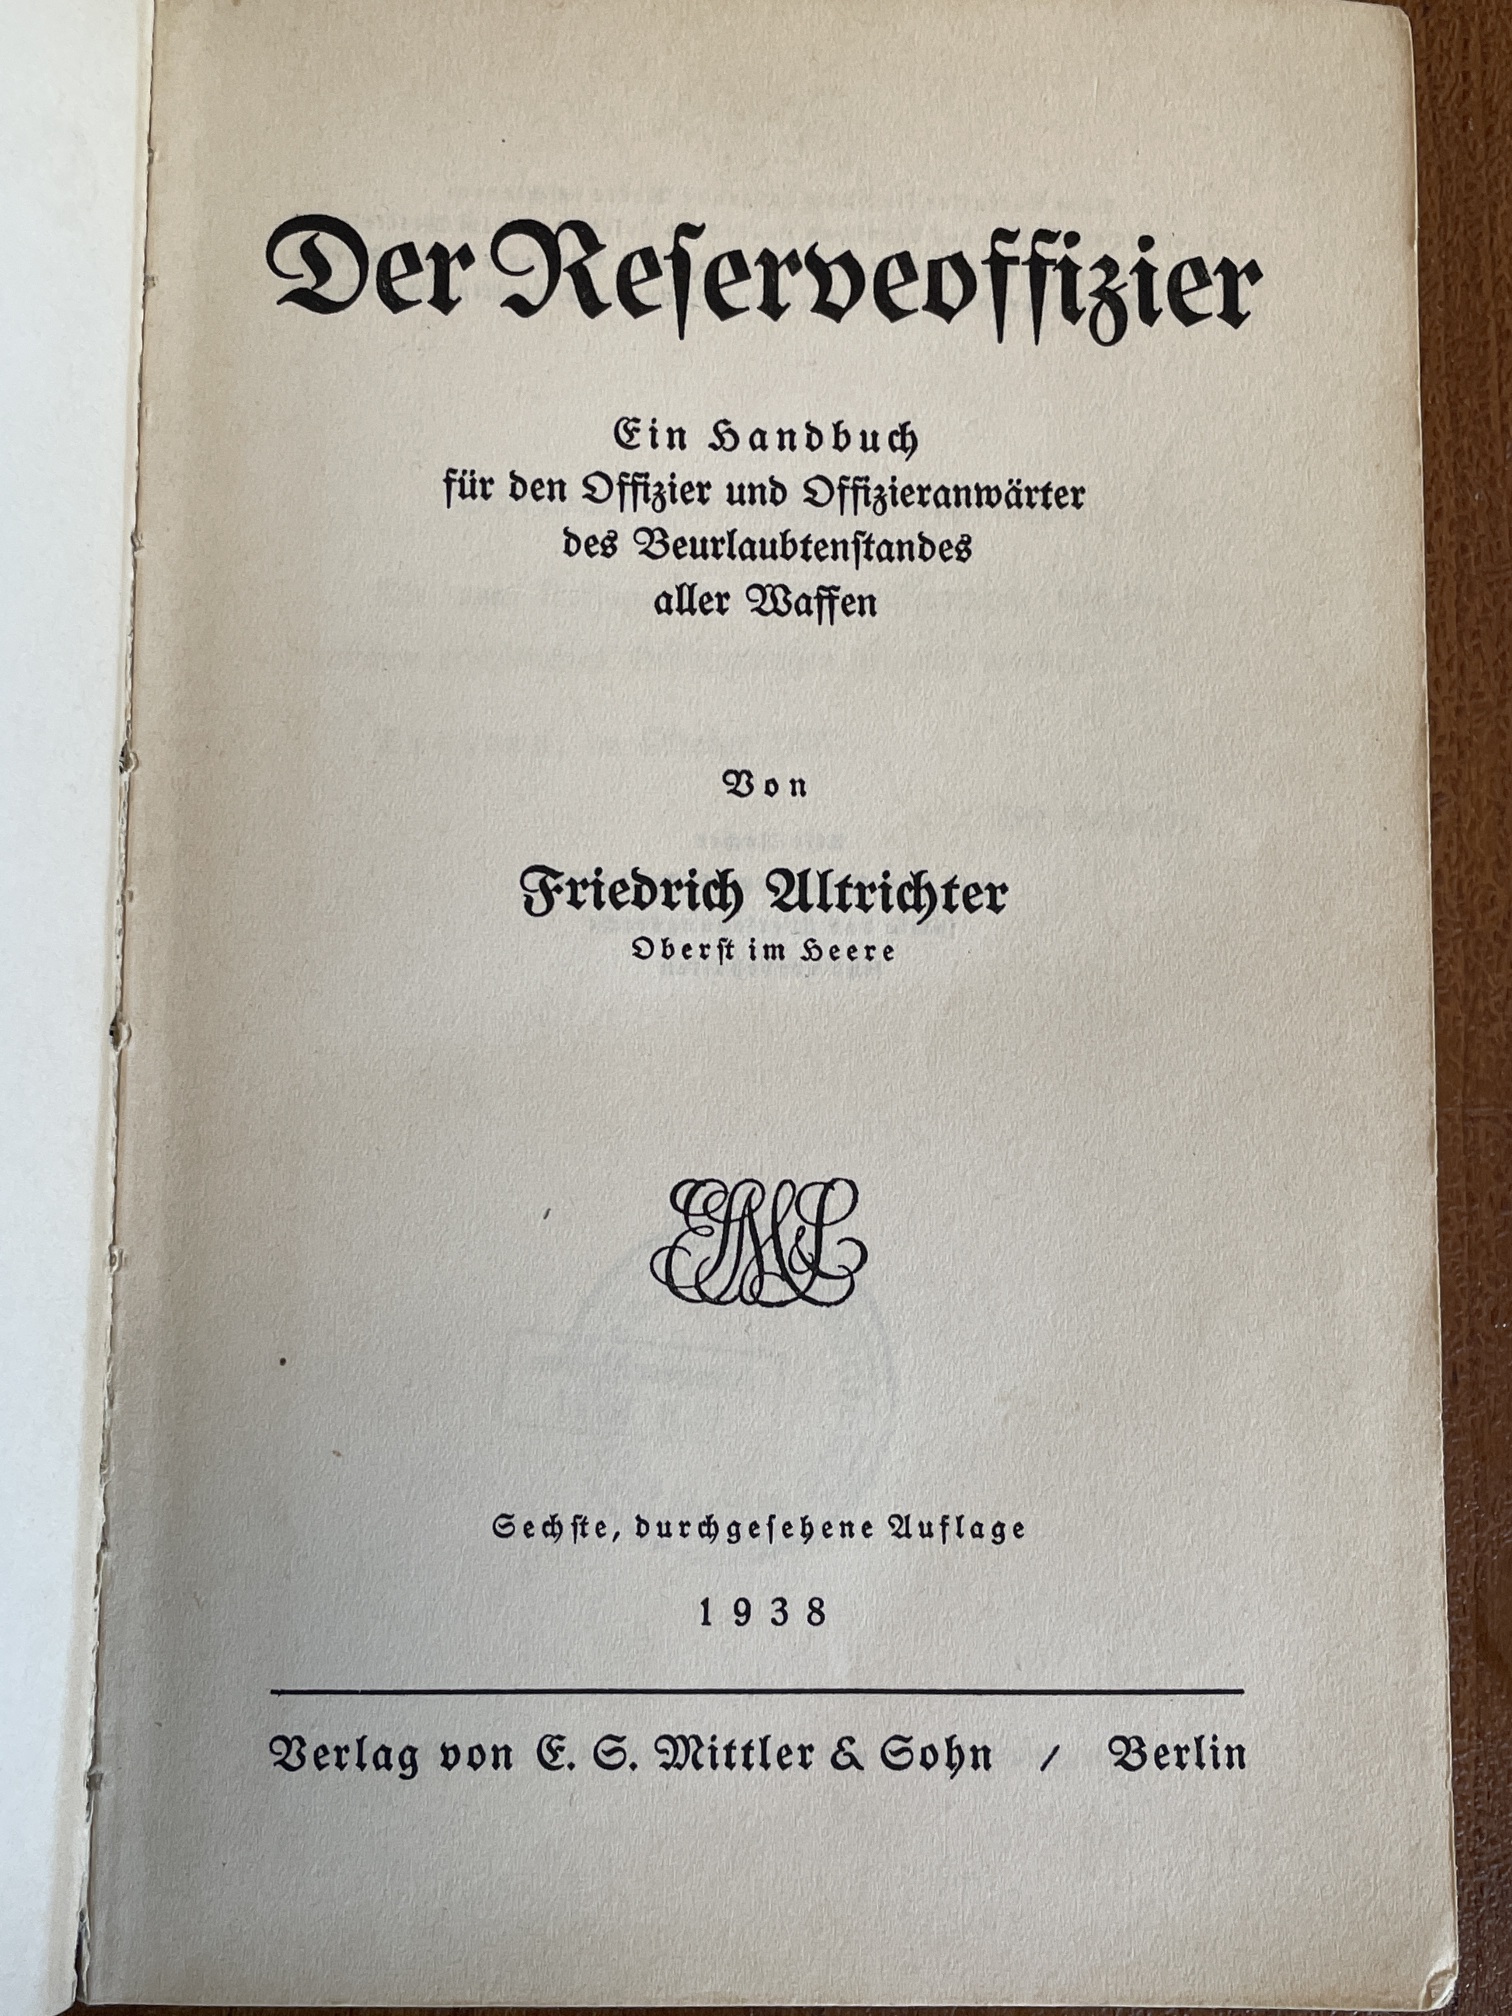 Der Reſerveoffizier
Ein Handbuch
für den Offizier und Offizieranwärter
des Beurlaubtenſtandes
aller Waffen
Von
Friedrich Altrichter
Oberſt im Heere
EſM&S
Sechſte, durchgeſehene Auflage
1938
Verlag von E. S. Mittler & Sohn / Berlin